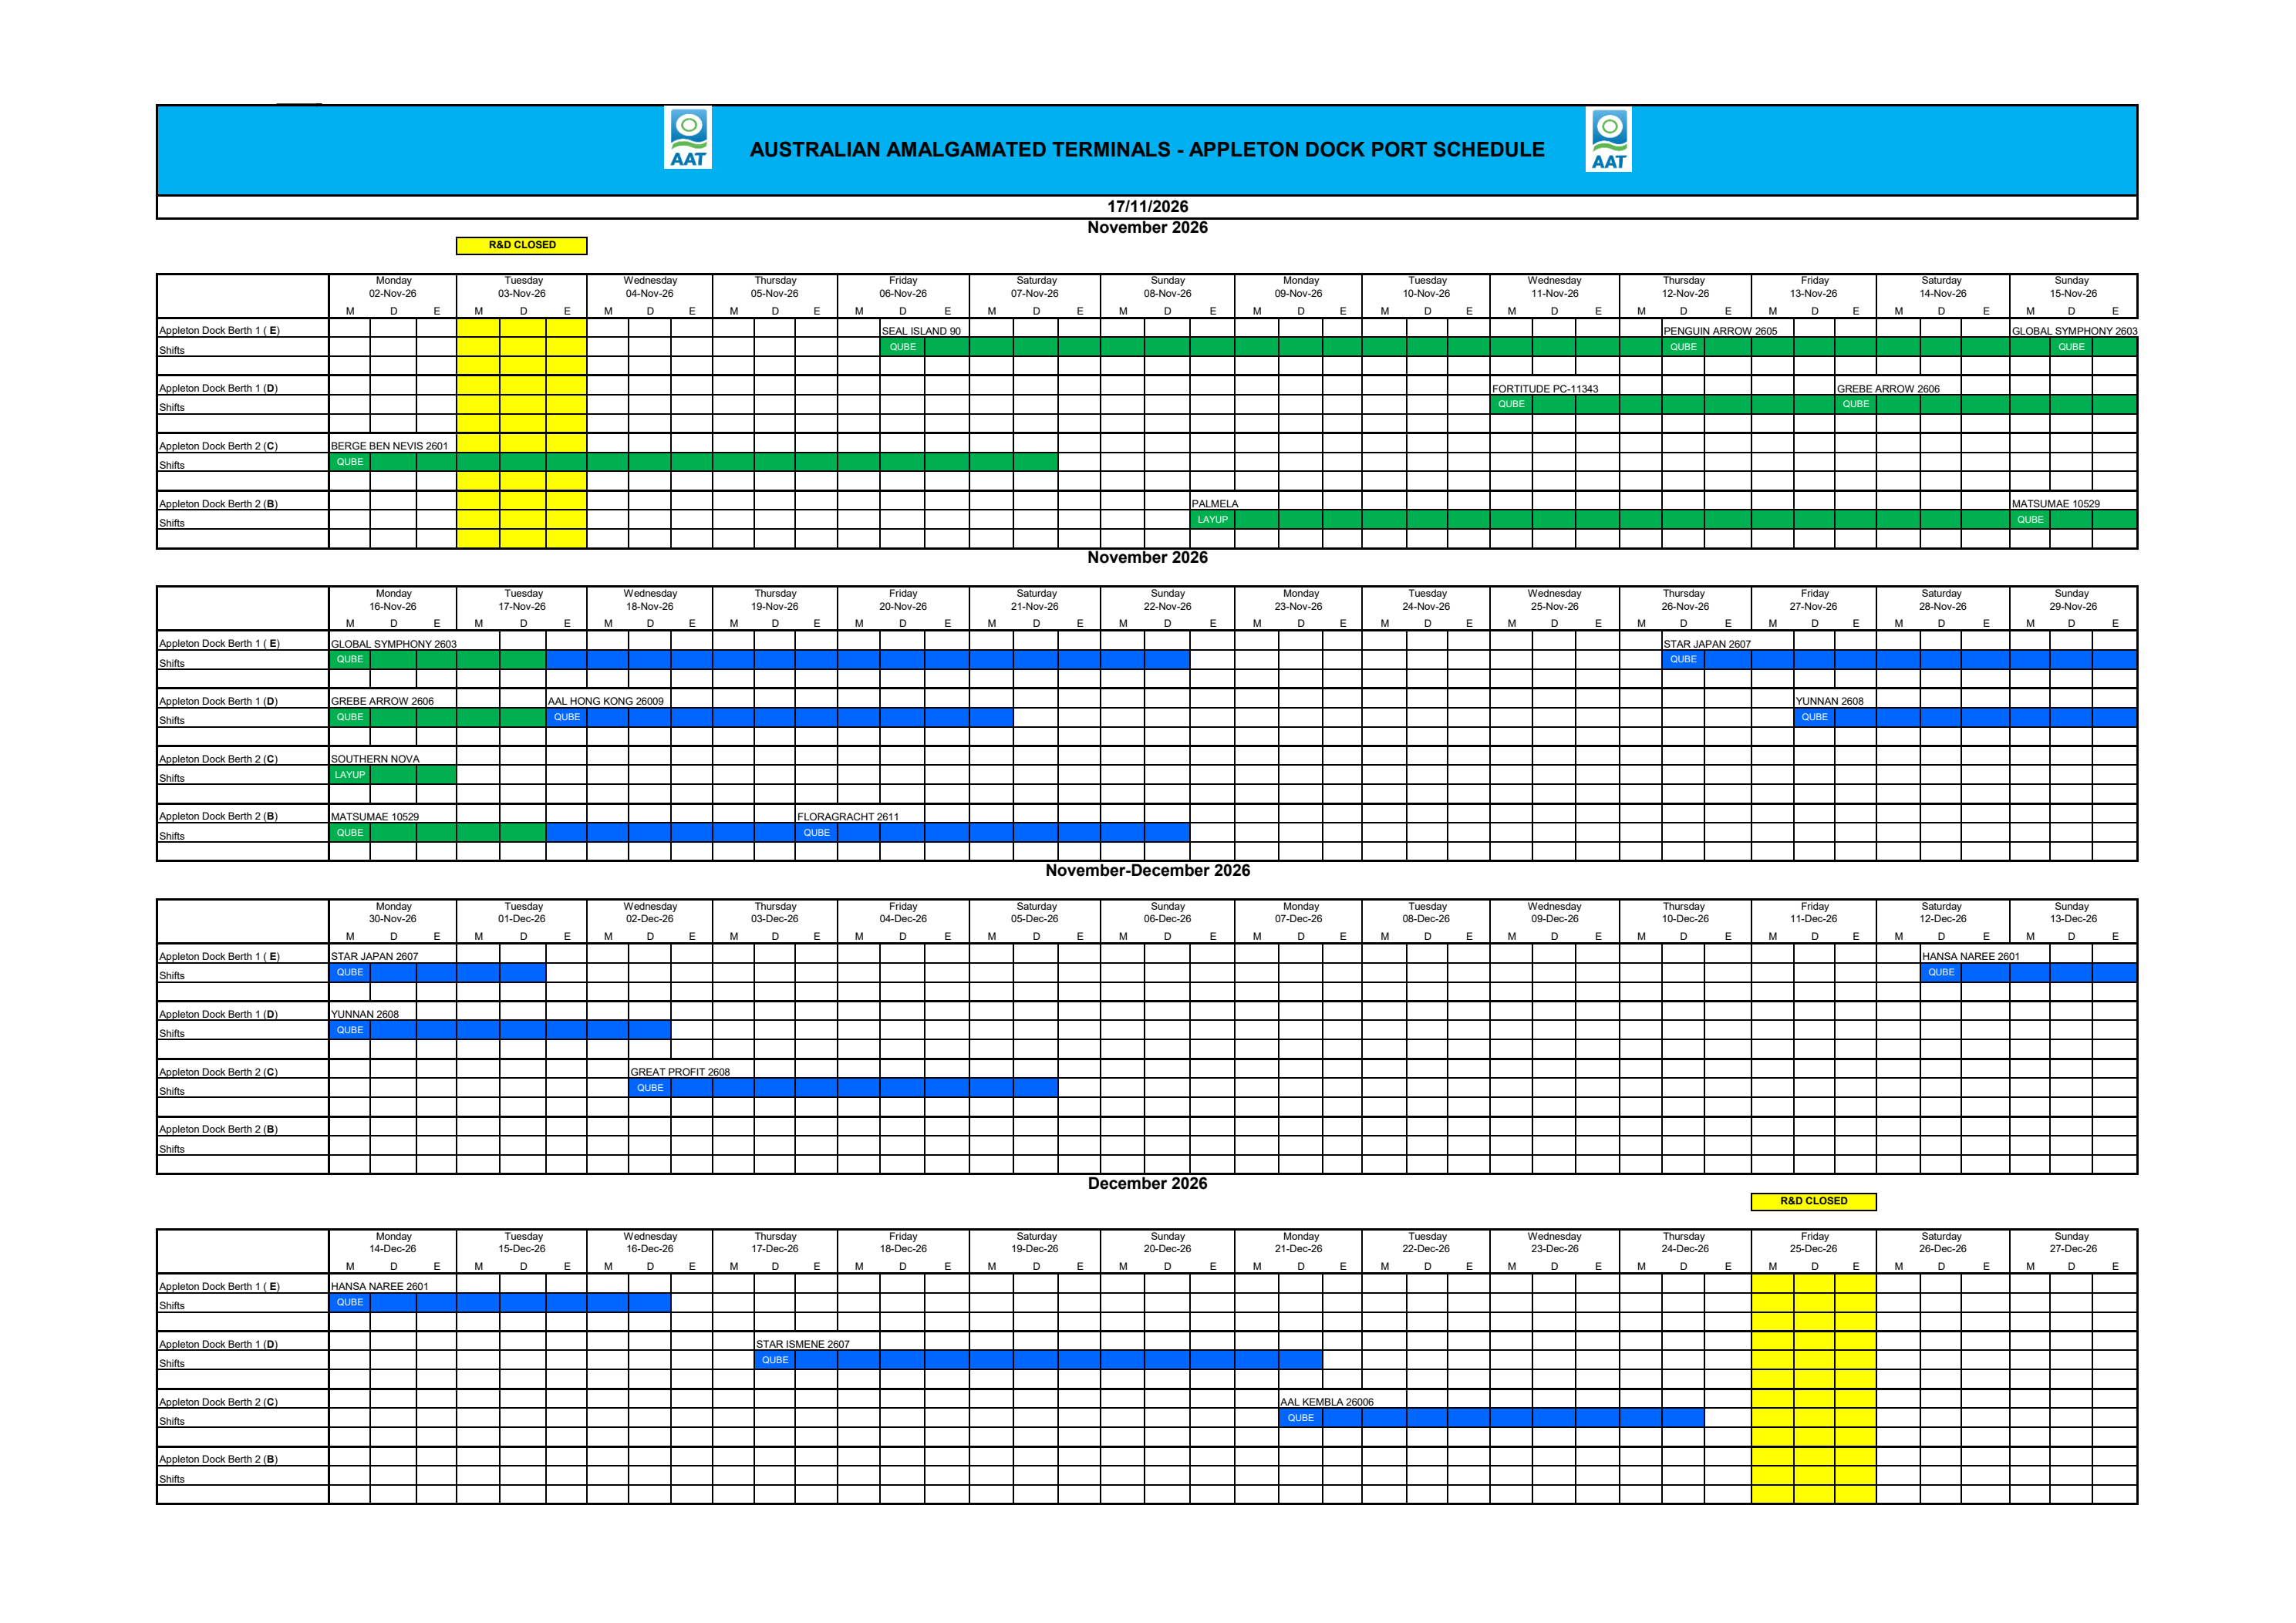 AAT
AUSTRALIAN AMALGAMATED TERMINALS - APPLETON DOCK PORT SCHEDULE
AAT
17/11/2026
November 2026
R&D CLOSED
Monday Tuesday Wednesday Thursday Friday Saturday Sunday Monday Tuesday Wednesday Thursday Friday Saturday Sunday
02-Nov-26 03-Nov-26 04-Nov-26 05-Nov-26 06-Nov-26 07-Nov-26 08-Nov-26 09-Nov-26 10-Nov-26 11-Nov-26 12-Nov-26 13-Nov-26 14-Nov-26 15-Nov-26
M D E M D E M D E M D E M D E M D E M D E M D E M D E M D E M D E M D E M D E M D E
Appleton Dock Berth 1 ( E) SEAL ISLAND 90 PENGUIN ARROW 2605 GLOBAL SYMPHONY 2603
Shifts QUBE QUBE QUBE
Appleton Dock Berth 1 (D) FORTITUDE PC-11343 GREBE ARROW 2606
Shifts QUBE QUBE
Appleton Dock Berth 2 (C) BERGE BEN NEVIS 2601
Shifts QUBE
Appleton Dock Berth 2 (B) PALMELA MATSUMAE 10529
Shifts LAYUP QUBE
November 2026
Monday Tuesday Wednesday Thursday Friday Saturday Sunday Monday Tuesday Wednesday Thursday Friday Saturday Sunday
16-Nov-26 17-Nov-26 18-Nov-26 19-Nov-26 20-Nov-26 21-Nov-26 22-Nov-26 23-Nov-26 24-Nov-26 25-Nov-26 26-Nov-26 27-Nov-26 28-Nov-26 29-Nov-26
M D E M D E M D E M D E M D E M D E M D E M D E M D E M D E M D E M D E M D E M D E
Appleton Dock Berth 1 ( E) GLOBAL SYMPHONY 2603 STAR JAPAN 2607
Shifts QUBE QUBE
Appleton Dock Berth 1 (D) GREBE ARROW 2606 AAL HONG KONG 26009 YUNNAN 2608
Shifts QUBE QUBE QUBE
Appleton Dock Berth 2 (C) SOUTHERN NOVA
Shifts LAYUP
Appleton Dock Berth 2 (B) MATSUMAE 10529 FLORAGRACHT 2611
Shifts QUBE QUBE
November-December 2026
Monday Tuesday Wednesday Thursday Friday Saturday Sunday Monday Tuesday Wednesday Thursday Friday Saturday Sunday
30-Nov-26 01-Dec-26 02-Dec-26 03-Dec-26 04-Dec-26 05-Dec-26 06-Dec-26 07-Dec-26 08-Dec-26 09-Dec-26 10-Dec-26 11-Dec-26 12-Dec-26 13-Dec-26
M D E M D E M D E M D E M D E M D E M D E M D E M D E M D E M D E M D E M D E M D E
Appleton Dock Berth 1 ( E) STAR JAPAN 2607 HANSA NAREE 2601
Shifts QUBE QUBE
Appleton Dock Berth 1 (D) YUNNAN 2608
Shifts QUBE
Appleton Dock Berth 2 (C) GREAT PROFIT 2608
Shifts QUBE
Appleton Dock Berth 2 (B)
Shifts
December 2026
R&D CLOSED
Monday Tuesday Wednesday Thursday Friday Saturday Sunday Monday Tuesday Wednesday Thursday Friday Saturday Sunday
14-Dec-26 15-Dec-26 16-Dec-26 17-Dec-26 18-Dec-26 19-Dec-26 20-Dec-26 21-Dec-26 22-Dec-26 23-Dec-26 24-Dec-26 25-Dec-26 26-Dec-26 27-Dec-26
M D E M D E M D E M D E M D E M D E M D E M D E M D E M D E M D E M D E M D E M D E
Appleton Dock Berth 1 ( E) HANSA NAREE 2601
Shifts QUBE
Appleton Dock Berth 1 (D) STAR ISMENE 2607
Shifts QUBE
Appleton Dock Berth 2 (C) AAL KEMBLA 26006
Shifts QUBE
Appleton Dock Berth 2 (B)
Shifts